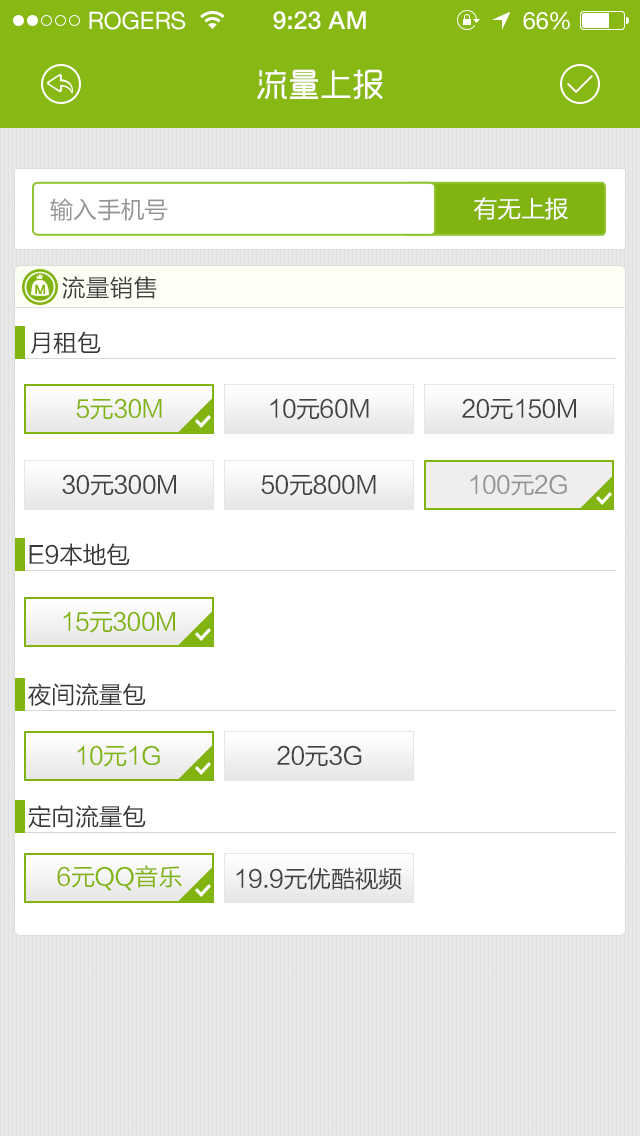 ROGERS 9:23 AM 66%
流量上报
输入手机号 有无上报
M 流量销售
月租包
5元30M 10元60M 20元150M
30元300M 50元800M 100元2G
E9本地包
15元300M
夜间流量包
10元1G 20元3G
定向流量包
6元QQ音乐 19.9元优酷视频